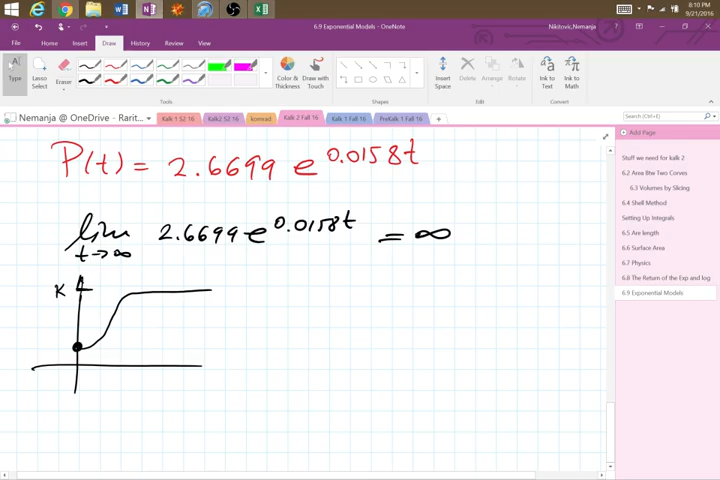 8:10 PM
9/21/2016
6.9 Exponential Models - OneNote
Nikitovic,Nemanja
File Home Insert Draw History Review View
Type
Lasso Select
Eraser
Color & Thickness
Draw with Touch
Insert Space
Delete
Arrange
Rotate
Ink to Text
Ink to Math
Tools
Shapes
Edit
Convert
Nemanja @ OneDrive - Rarit...
Kalk 1 S2 16
Kalk2 S2 16
komrad
Kalk 2 Fall 16
Kalk 1 Fall 16
PreKalk 1 Fall 16
Search (Ctrl+E)
Add Page
Stuff we need for kalk 2
6.2 Area Btw Two Curves
6.3 Volumes by Slicing
6.4 Shell Method
Setting Up Integrals
6.5 Arc length
6.6 Surface Area
6.7 Physics
6.8 The Return of the Exp and log
6.9 Exponential Models
P(t) = 2.6699 e^0.0158t
lim 2.6699 e^0.0158t = ∞
t→∞
K